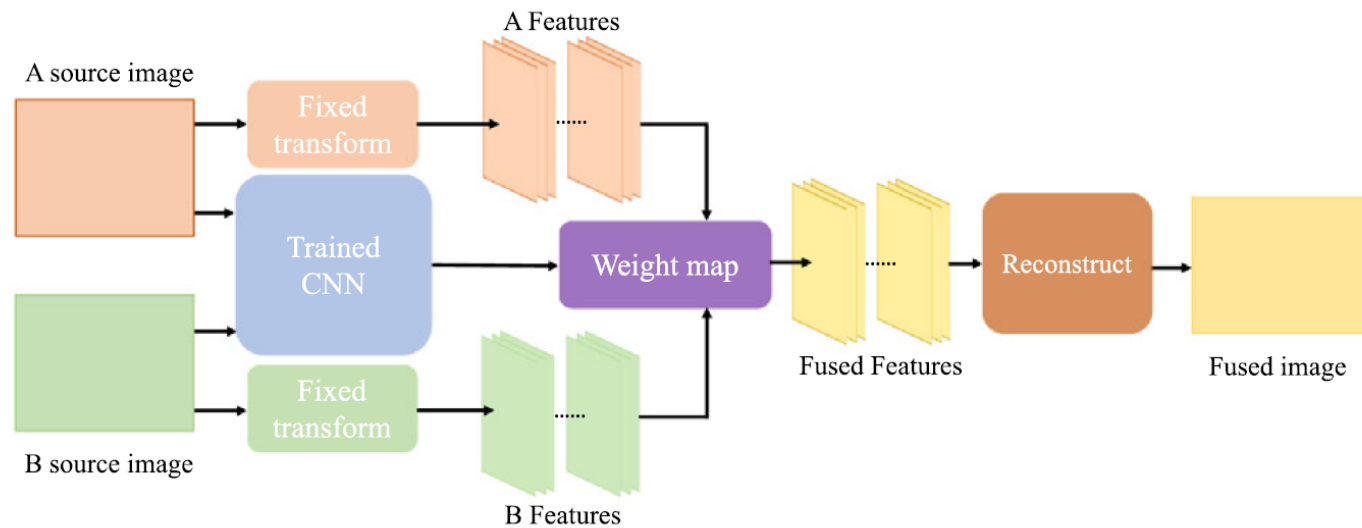 A Features
A source image
Fixed
transform
Trained
CNN
Weight map
Reconstruct
Fused Features
Fused image
Fixed
transform
B source image
B Features